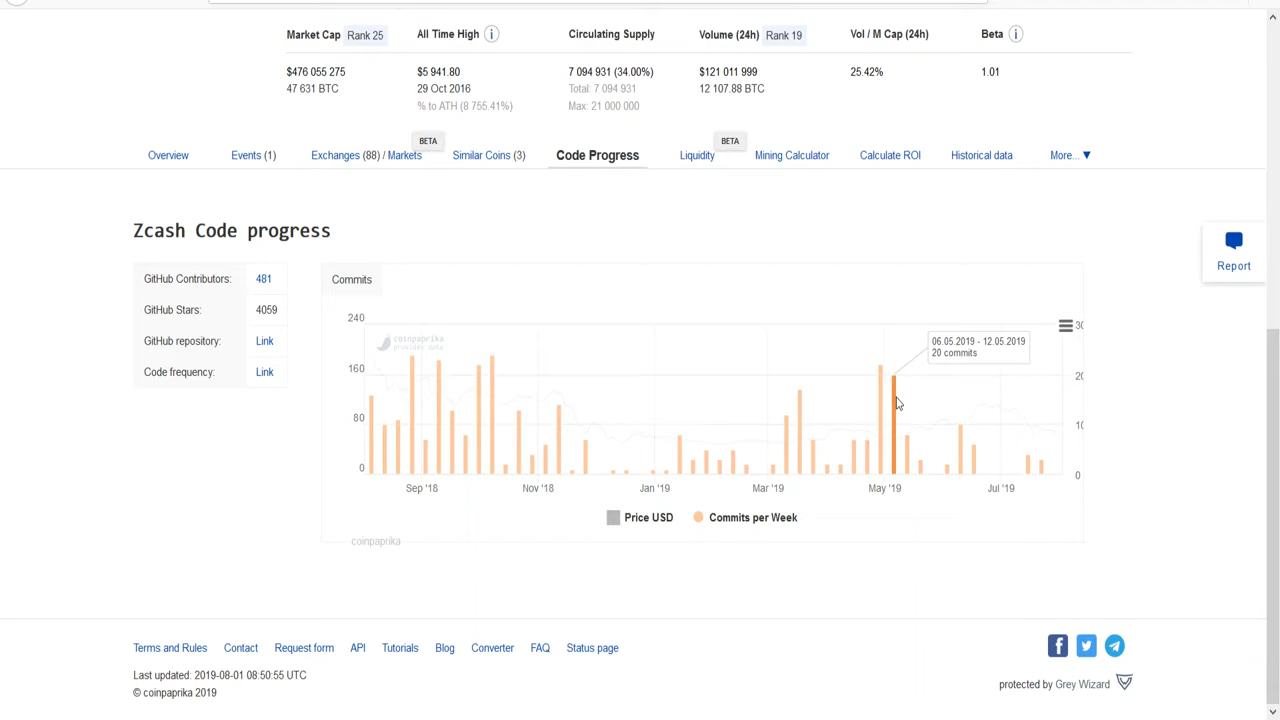 Market Cap Rank 25 All Time High i Circulating Supply Volume (24h) Rank 19 Vol / M Cap (24h) Beta i
$476 055 275 $5 941.80 7 094 931 (34.00%) $121 011 999 25.42% 1.01
47 631 BTC 29 Oct 2016 Total: 7 094 931 12 107.88 BTC
% to ATH (8 755.41%) Max: 21 000 000
BETA BETA
Overview Events (1) Exchanges (88) / Markets Similar Coins (3) Code Progress Liquidity Mining Calculator Calculate ROI Historical data More... ▼
Zcash Code progress
Report
GitHub Contributors: 481
GitHub Stars: 4059
GitHub repository: Link
Code frequency: Link
Commits
240 30
coinpaprika
provides data
06.05.2019 - 12.05.2019
20 commits
160 20
80 10
0 0
Sep '18 Nov '18 Jan '19 Mar '19 May '19 Jul '19
Price USD Commits per Week
coinpaprika
Terms and Rules Contact Request form API Tutorials Blog Converter FAQ Status page
Last updated: 2019-08-01 08:50:55 UTC
© coinpaprika 2019
protected by Grey Wizard